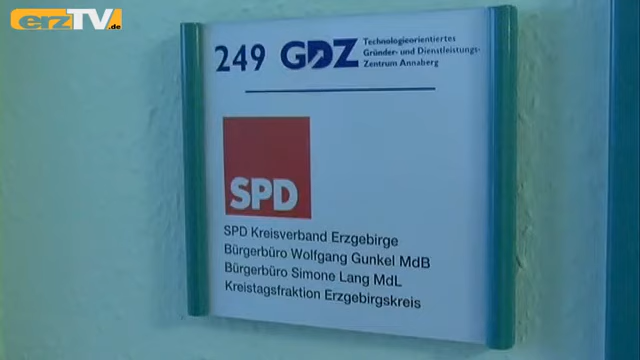 erzTV.de
249 GDZ Technologieorientiertes
Gründer- und Dienstleistungs-
Zentrum Annaberg
SPD
SPD Kreisverband Erzgebirge
Bürgerbüro Wolfgang Gunkel MdB
Bürgerbüro Simone Lang MdL
Kreistagsfraktion Erzgebirgskreis